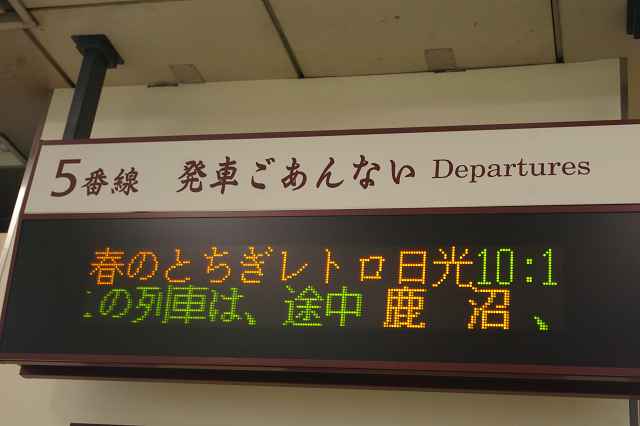 5番線 発車ごあんない Departures
春のとちぎレトロ日光10:1
この列車は、途中 鹿 沼 、